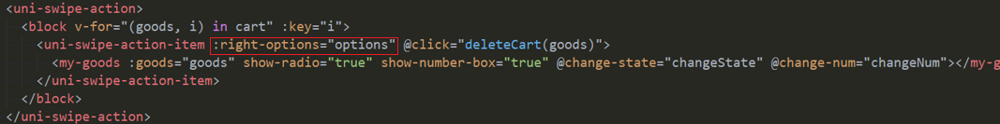 <uni-swipe-action>
<block v-for="(goods, i) in cart" :key="i">
<uni-swipe-action-item :right-options="options" @click="deleteCart(goods)">
<my-goods :goods="goods" show-radio="true" show-number-box="true" @change-state="changeState" @change-num="changeNum"></my-g
</uni-swipe-action-item>
</block>
</uni-swipe-action>